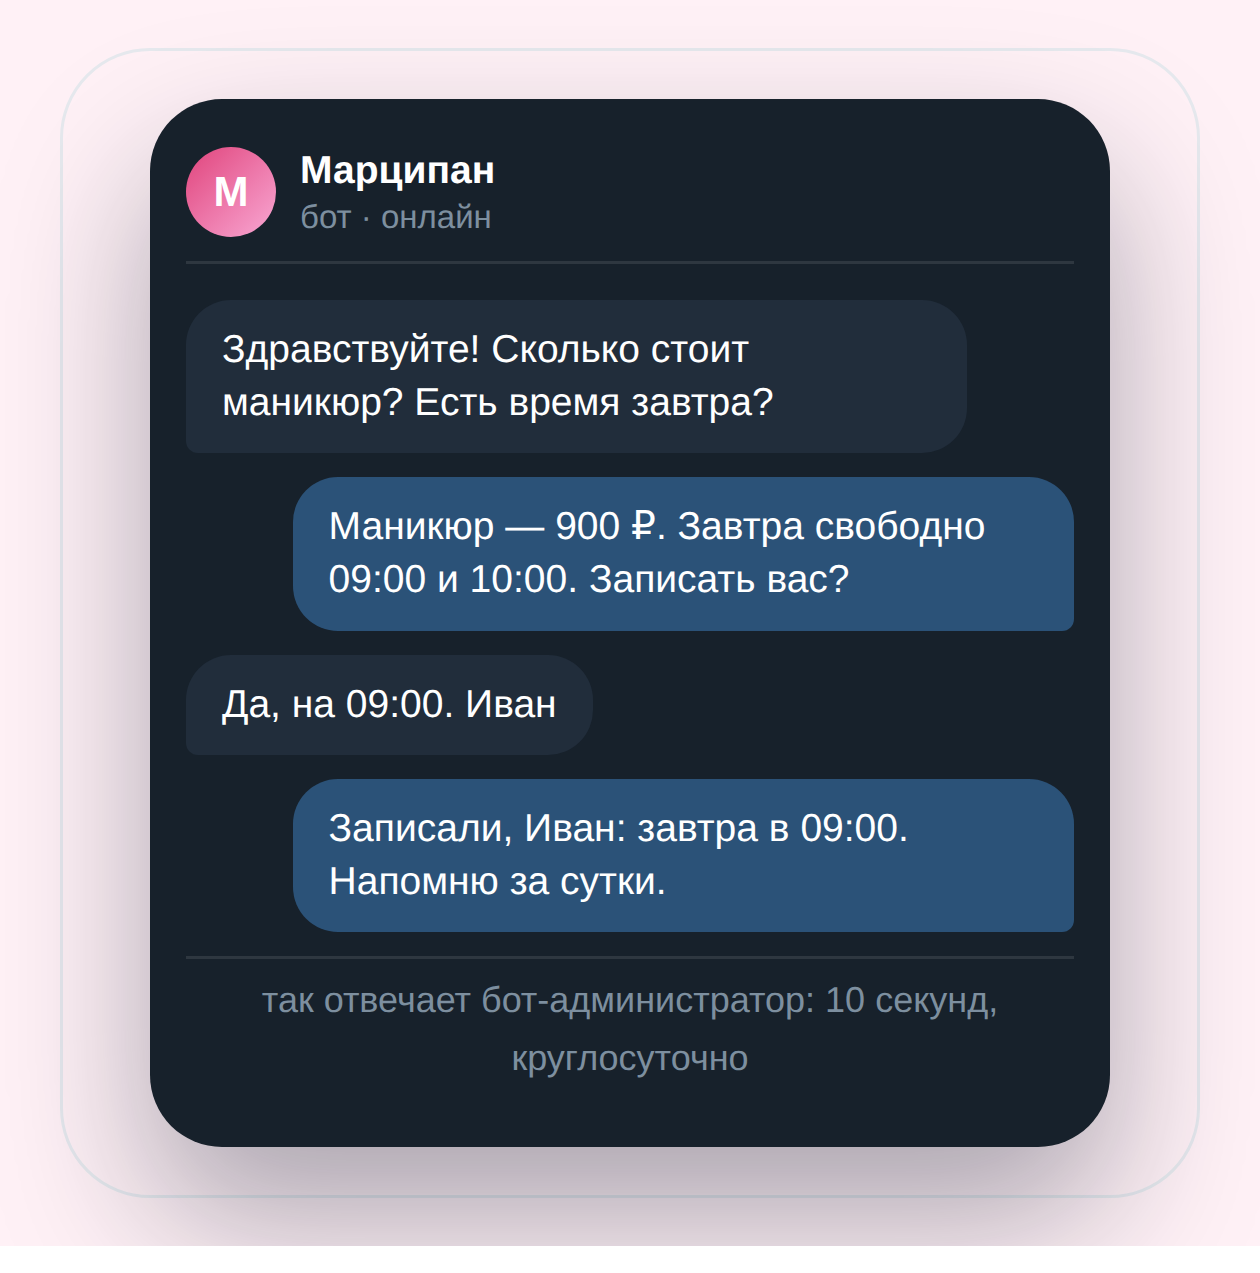 М
Марципан
бот · онлайн
Здравствуйте! Сколько стоит
маникюр? Есть время завтра?
Маникюр — 900 ₽. Завтра свободно
09:00 и 10:00. Записать вас?
Да, на 09:00. Иван
Записали, Иван: завтра в 09:00.
Напомню за сутки.
так отвечает бот-администратор: 10 секунд,
круглосуточно